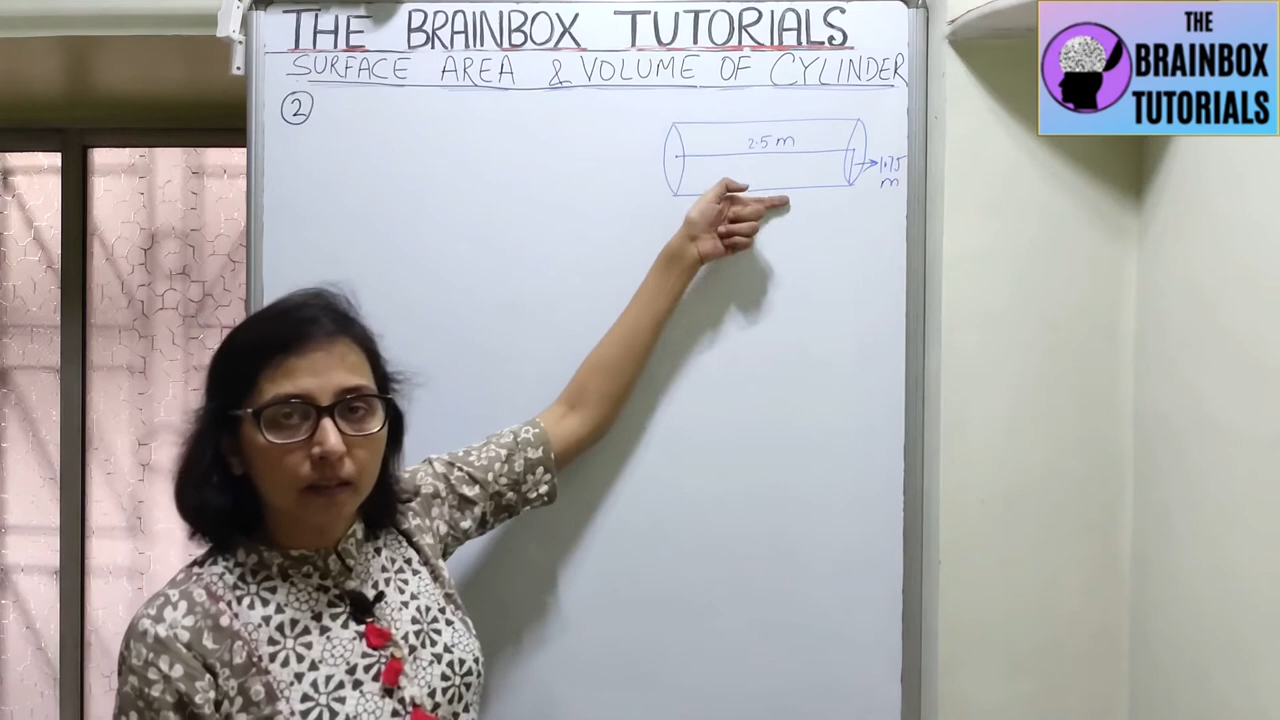 THE BRAINBOX TUTORIALS
SURFACE AREA & VOLUME OF CYLINDER
2
2.5 m
1.75
m
THE
BRAINBOX
TUTORIALS